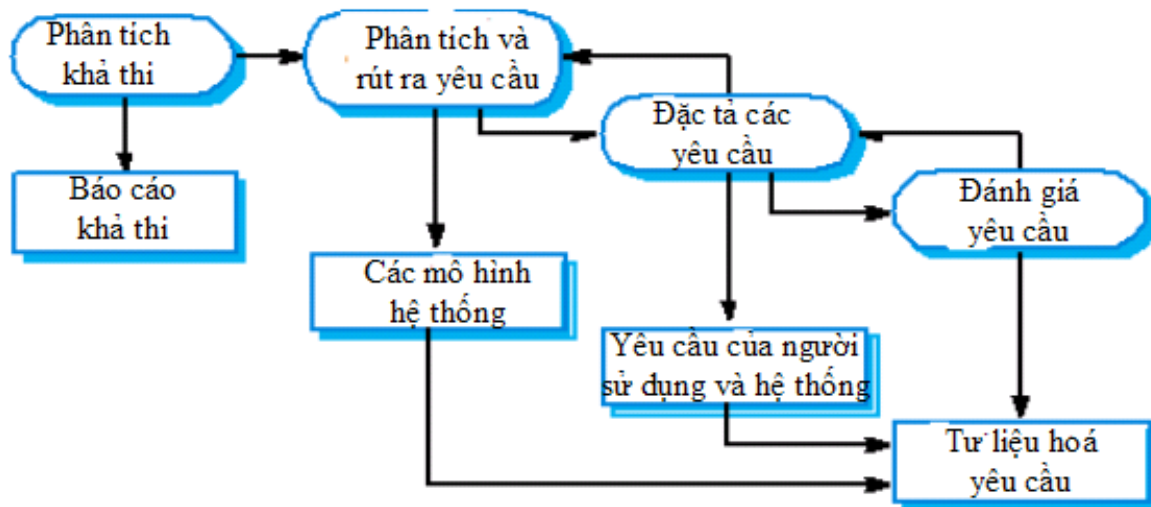 Phân tích
khả thi
Phân tích và
rút ra yêu cầu
Đặc tả các
yêu cầu
Báo cáo
khả thi
Đánh giá
yêu cầu
Các mô hình
hệ thống
Yêu cầu của người
sử dụng và hệ thống
Tư liệu hoá
yêu cầu